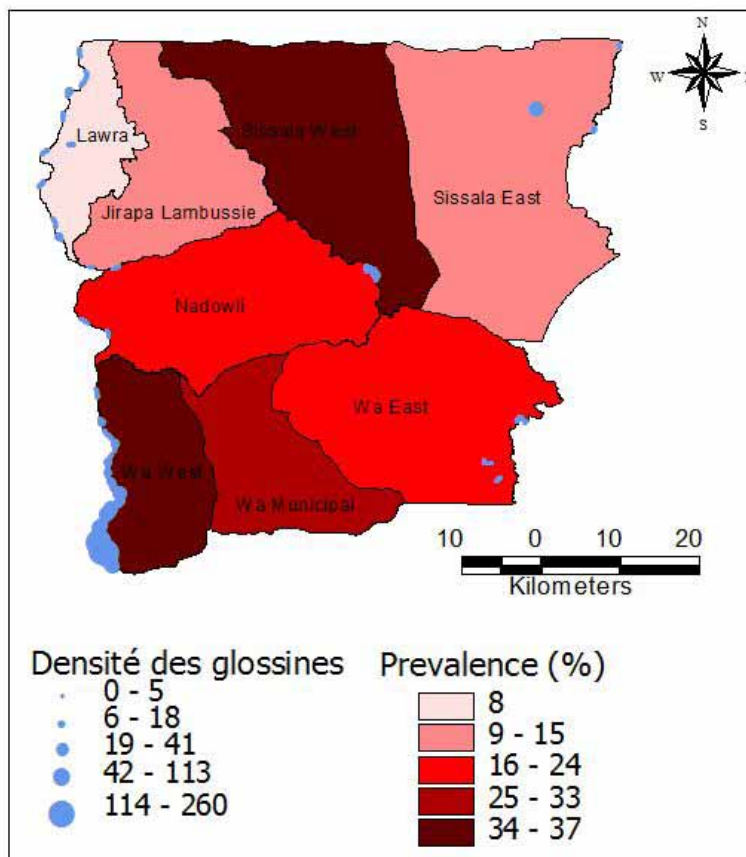 N
W
S
Lawra
Sissala West
Jirapa Lambussie
Sissala East
Nadowli
Wa East
Wa West
Wa Municipal
10 0 10 20
Kilometers
Densité des glossines
0 - 5
6 - 18
19 - 41
42 - 113
114 - 260
Prevalence (%)
8
9 - 15
16 - 24
25 - 33
34 - 37